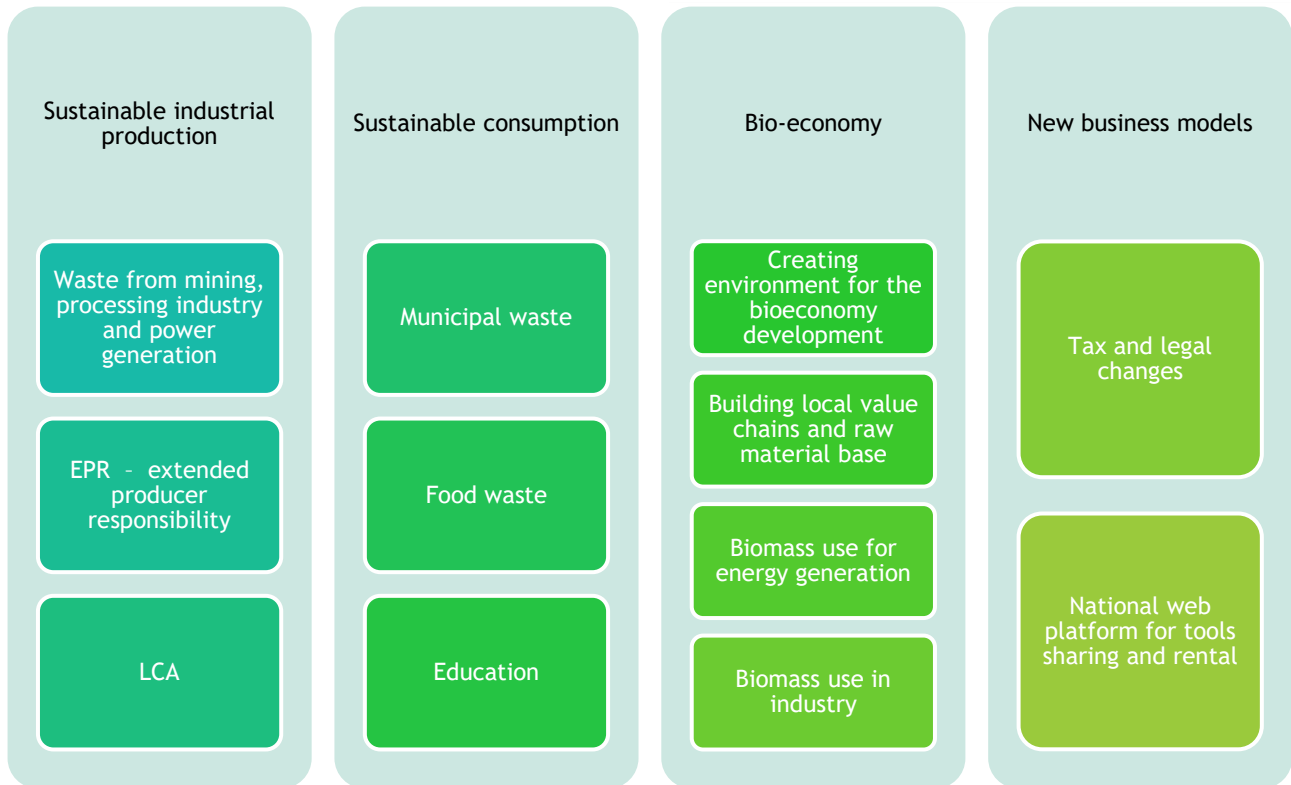 Sustainable industrial
production
Waste from mining,
processing industry
and power
generation
EPR – extended
producer
responsibility
LCA
Sustainable consumption
Municipal waste
Food waste
Education
Bio-economy
Creating
environment for the
bioeconomy
development
Building local value
chains and raw
material base
Biomass use for
energy generation
Biomass use in
industry
New business models
Tax and legal
changes
National web
platform for tools
sharing and rental